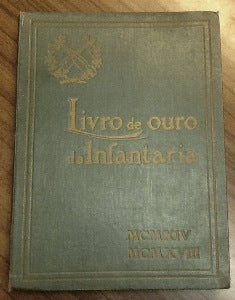 Livro de ouro
da Infantaria
MCMXIV
MCMXVIII